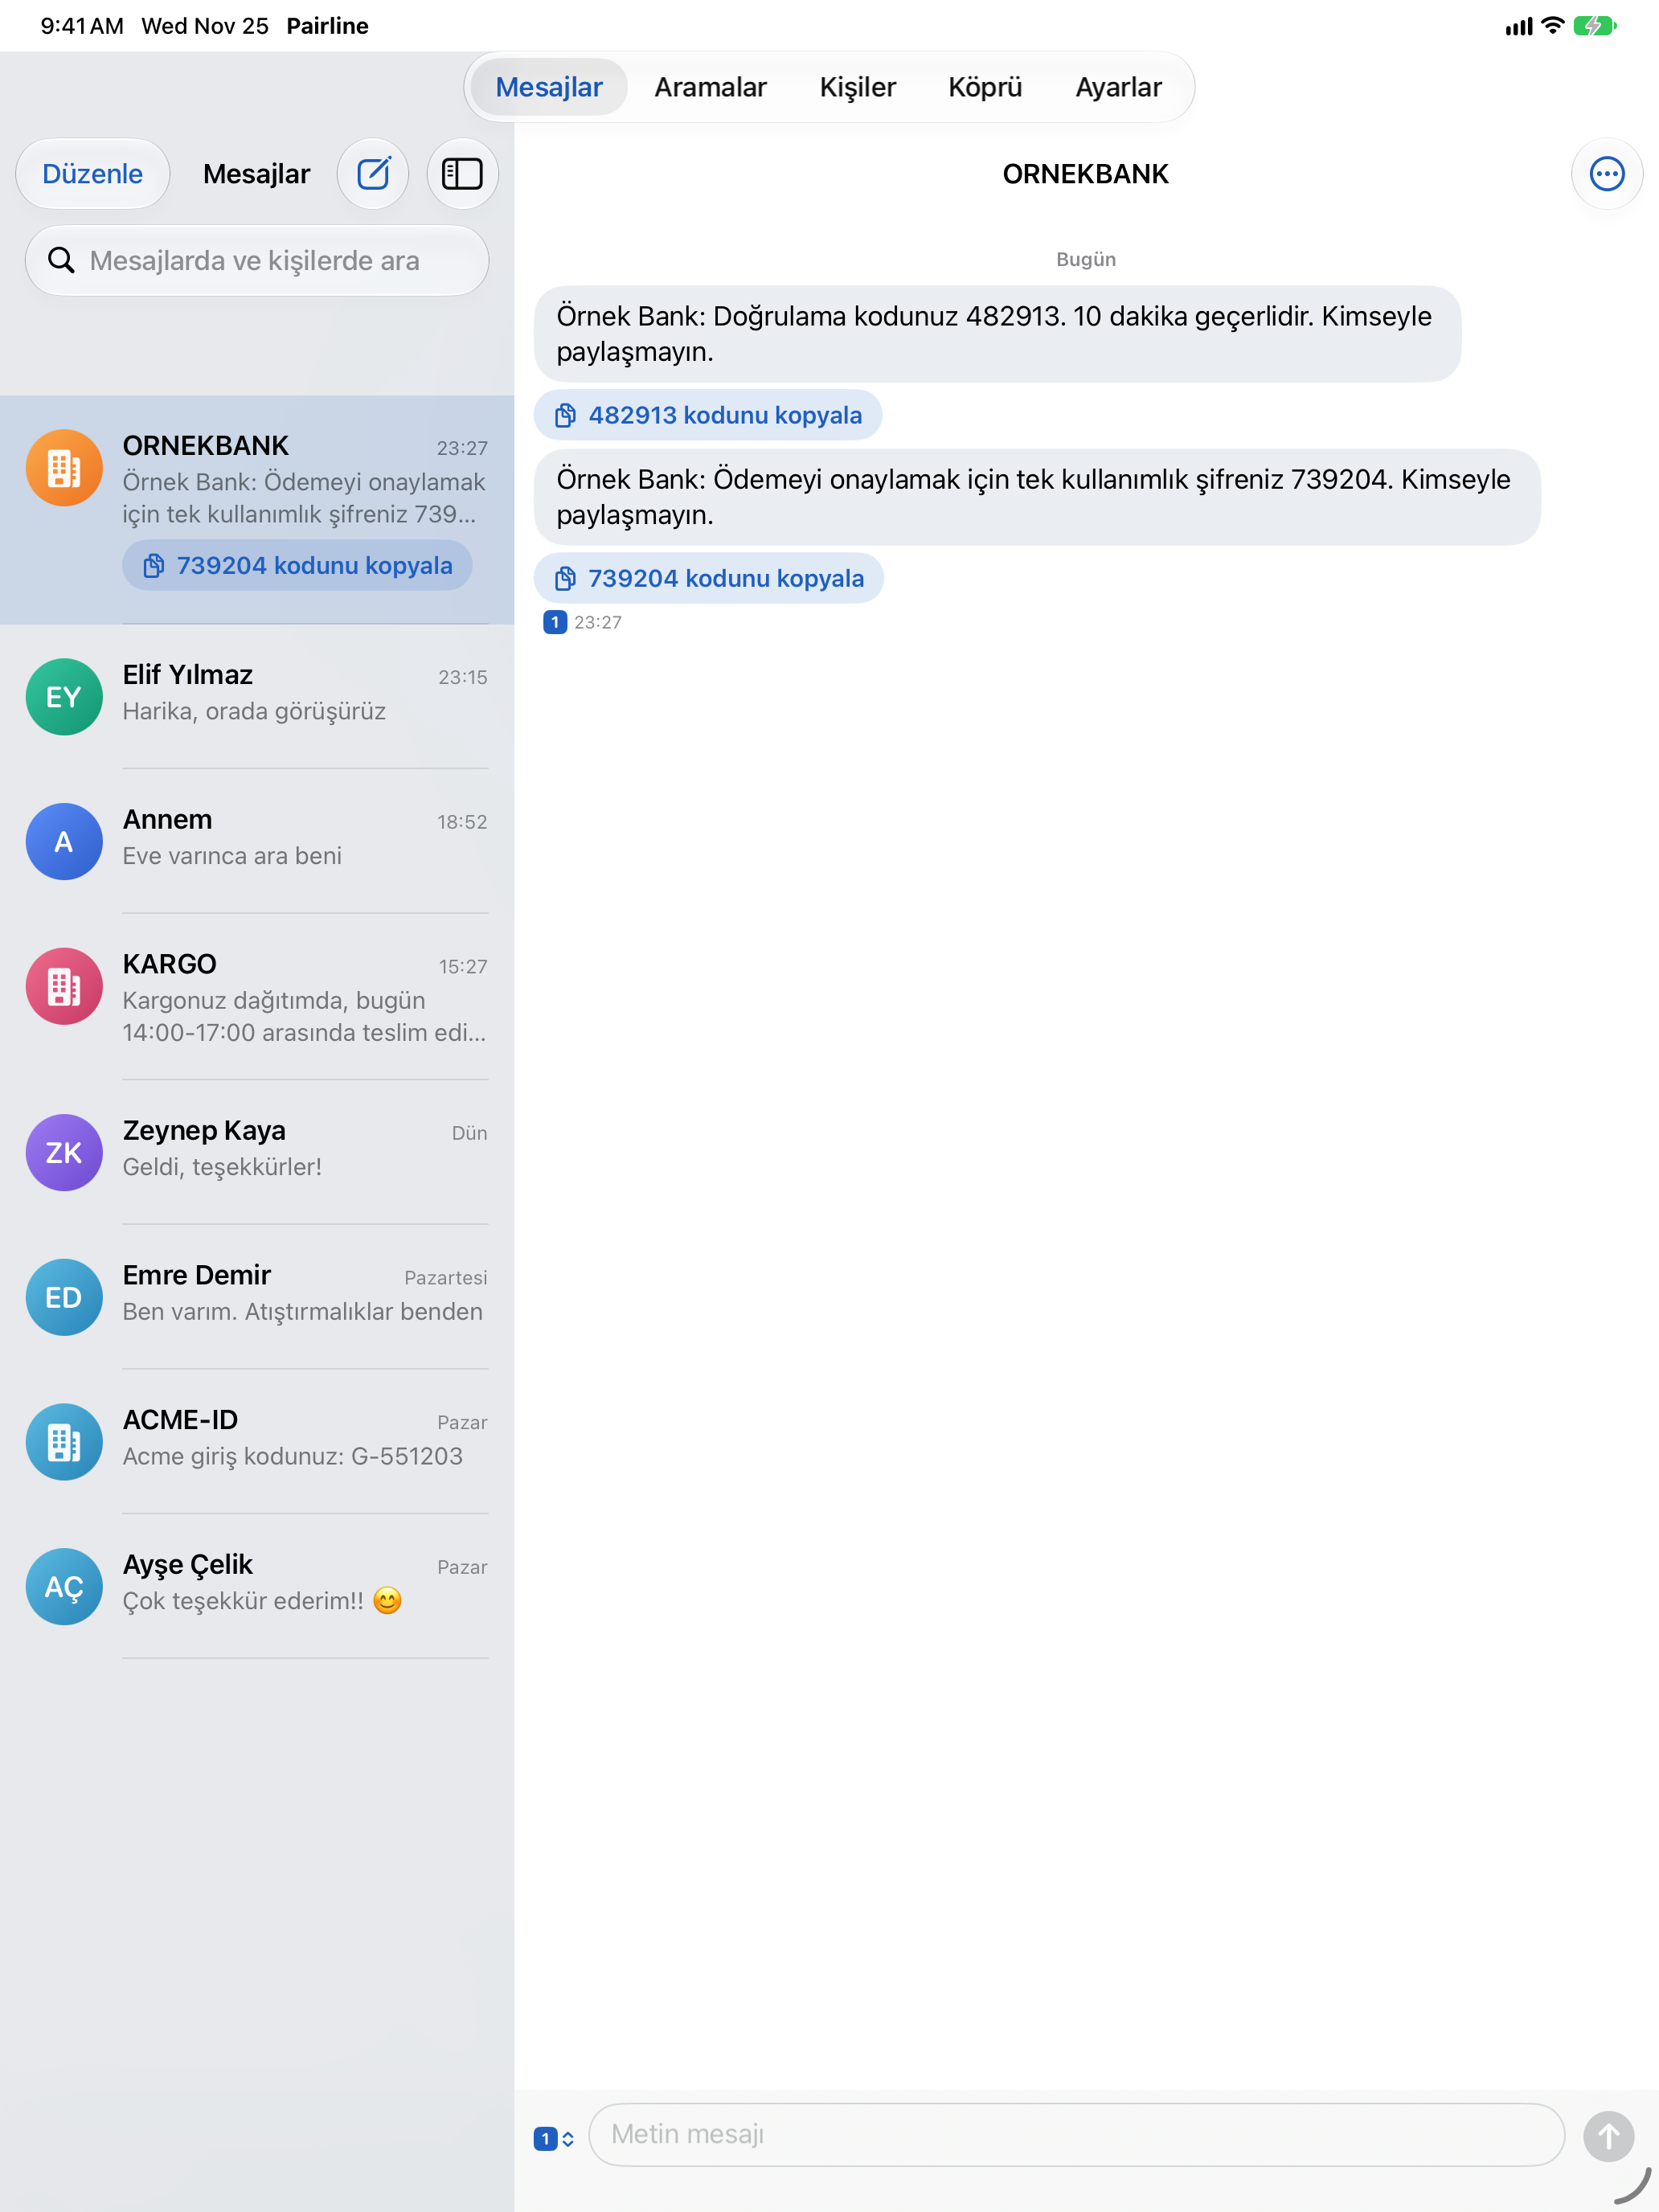 9:41 AM Wed Nov 25 Pairline
Mesajlar Aramalar Kişiler Köprü Ayarlar
Düzenle Mesajlar
Mesajlarda ve kişilerde ara
ORNEKBANK 23:27
Örnek Bank: Ödemeyi onaylamak
için tek kullanımlık şifreniz 739...
739204 kodunu kopyala
EY
Elif Yılmaz 23:15
Harika, orada görüşürüz
A
Annem 18:52
Eve varınca ara beni
KARGO 15:27
Kargonuz dağıtımda, bugün
14:00-17:00 arasında teslim edi...
ZK
Zeynep Kaya Dün
Geldi, teşekkürler!
ED
Emre Demir Pazartesi
Ben varım. Atıştırmalıklar benden
ACME-ID Pazar
Acme giriş kodunuz: G-551203
AÇ
Ayşe Çelik Pazar
Çok teşekkür ederim!! 😊
ORNEKBANK
Bugün
Örnek Bank: Doğrulama kodunuz 482913. 10 dakika geçerlidir. Kimseyle
paylaşmayın.
482913 kodunu kopyala
Örnek Bank: Ödemeyi onaylamak için tek kullanımlık şifreniz 739204. Kimseyle
paylaşmayın.
739204 kodunu kopyala
1 23:27
1 Metin mesajı